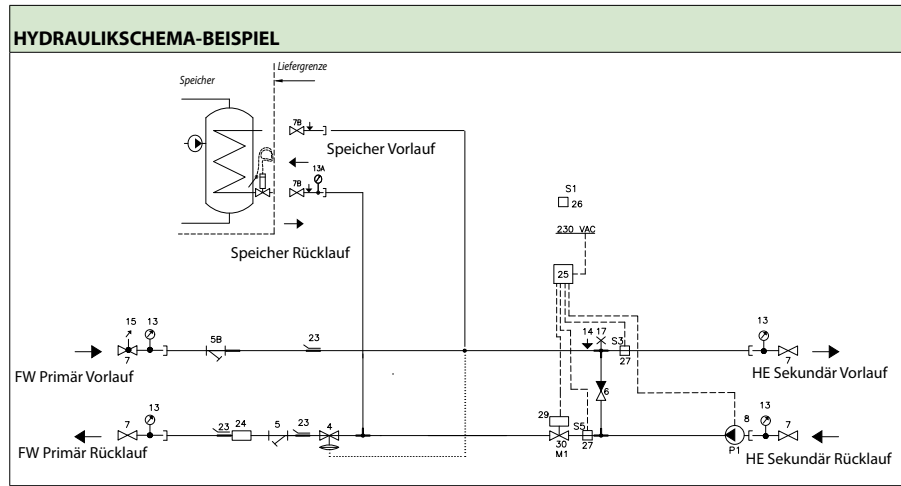 HYDRAULIKSCHEMA-BEISPIEL
Speicher
Liefergrenze
7B
Speicher Vorlauf
13A
7B
Speicher Rücklauf
S1
26
230 VAC
25
15
13
7
5B
23
14
17
S3
27
13
7
FW Primär Vorlauf
HE Sekundär Vorlauf
6
13
7
23
24
5
23
4
29
30
M1
S5
27
P1
8
13
7
FW Primär Rücklauf
HE Sekundär Rücklauf